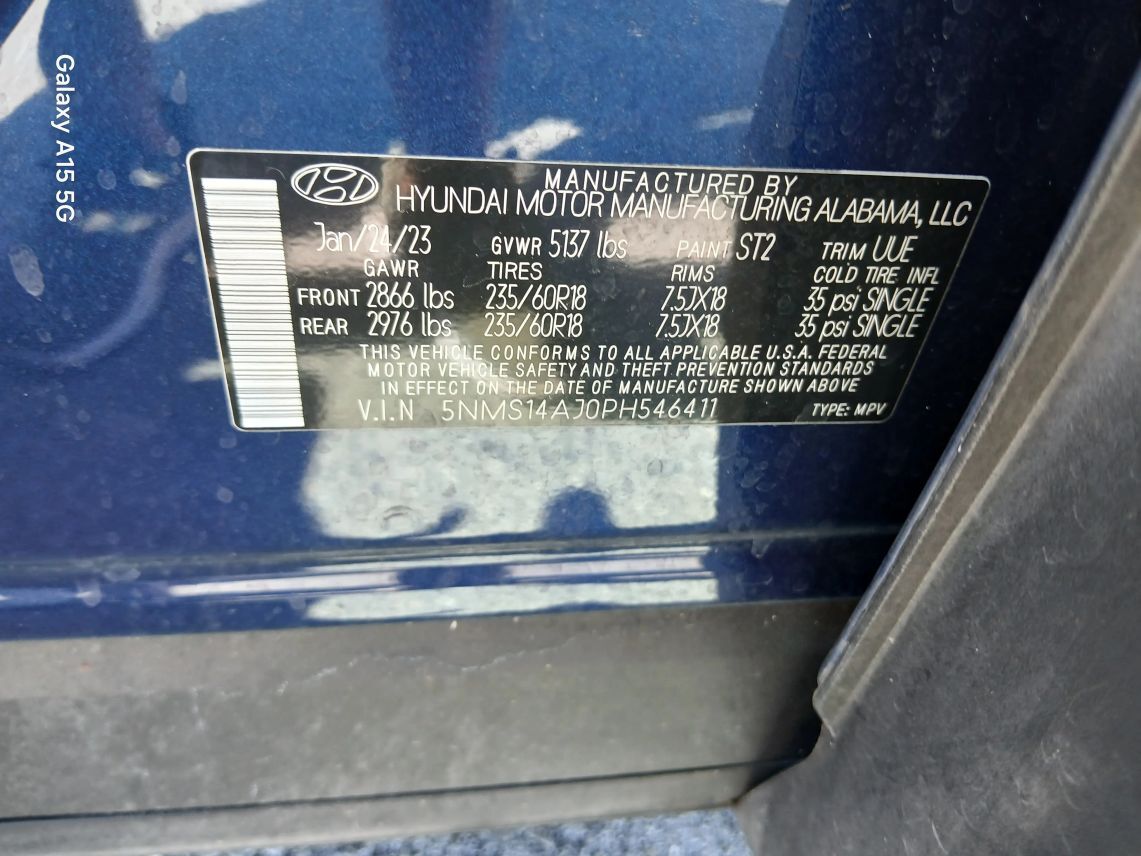 Galaxy A15 5G
MANUFACTURED BY
HYUNDAI MOTOR MANUFACTURING ALABAMA, LLC
Jan/24/23 GVWR 5137 lbs PAINT ST2 TRIM UUE
GAWR TIRES RIMS COLD TIRE INFL
FRONT 2866 lbs 235/60R18 7.5JX18 35 psi SINGLE
REAR 2976 lbs 235/60R18 7.5JX18 35 psi SINGLE
THIS VEHICLE CONFORMS TO ALL APPLICABLE U.S.A. FEDERAL
MOTOR VEHICLE SAFETY AND THEFT PREVENTION STANDARDS
IN EFFECT ON THE DATE OF MANUFACTURE SHOWN ABOVE
V.I.N 5NMS14AJ0PH546411 TYPE: MPV